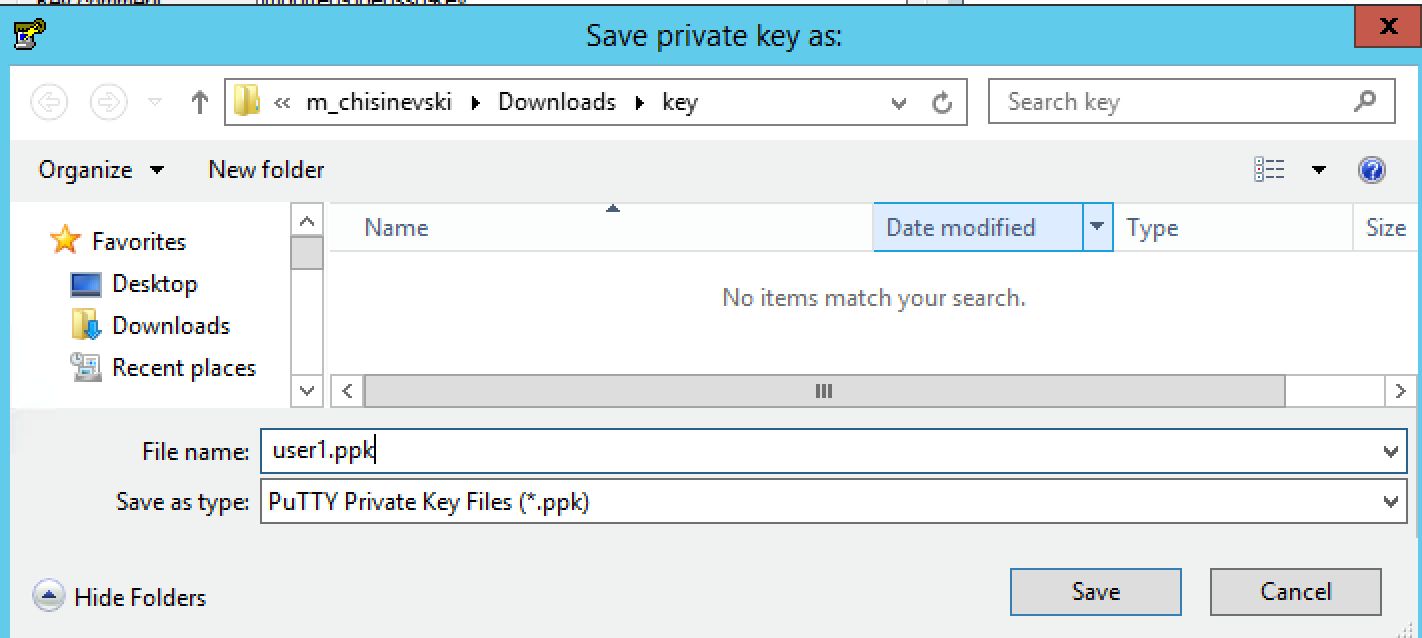 Save private key as:
X
« m_chisinevski ▸ Downloads ▸ key
Search key
Organize
New folder
Name
Date modified
Type
Size
Favorites
Desktop
Downloads
Recent places
No items match your search.
File name: user1.ppk
Save as type: PuTTY Private Key Files (*.ppk)
Hide Folders
Save
Cancel